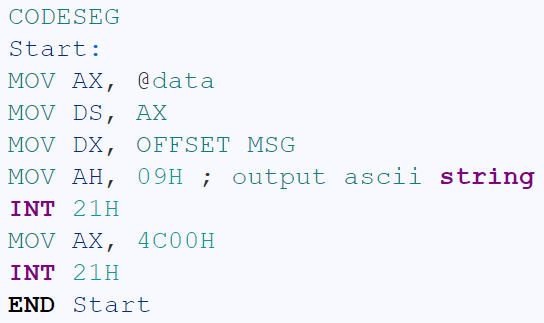 CODESEG
Start:
MOV AX, @data
MOV DS, AX
MOV DX, OFFSET MSG
MOV AH, 09H ; output ascii string
INT 21H
MOV AX, 4C00H
INT 21H
END Start